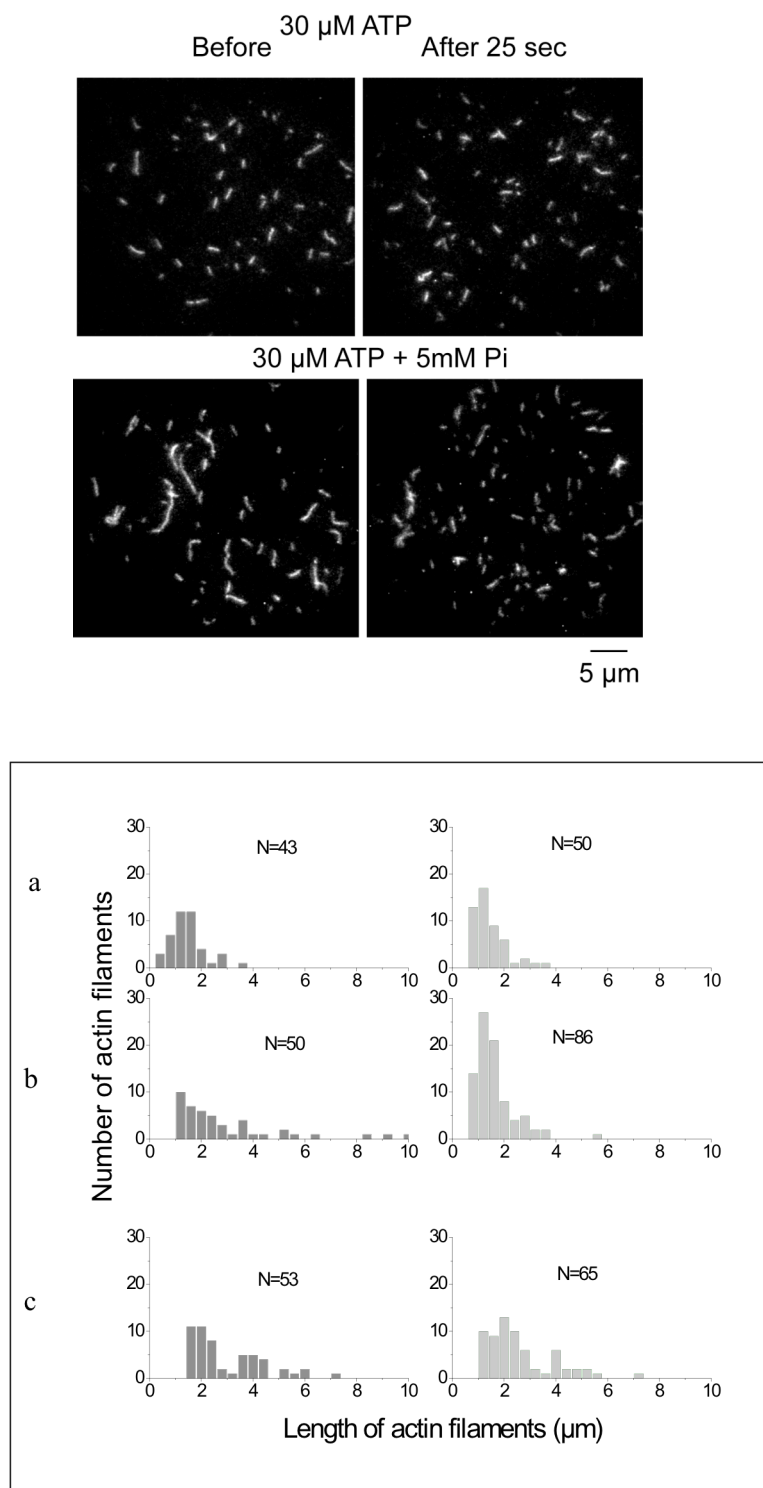 30 µM ATP
Before After 25 sec
30 µM ATP + 5mM Pi
5 µm
a
b
c
Number of actin filaments
30
20
10
0
0 2 4 6 8 10
N=43
30
20
10
0
0 2 4 6 8 10
N=50
30
20
10
0
0 2 4 6 8 10
N=50
30
20
10
0
0 2 4 6 8 10
N=86
30
20
10
0
0 2 4 6 8 10
N=53
30
20
10
0
0 2 4 6 8 10
N=65
Length of actin filaments (µm)